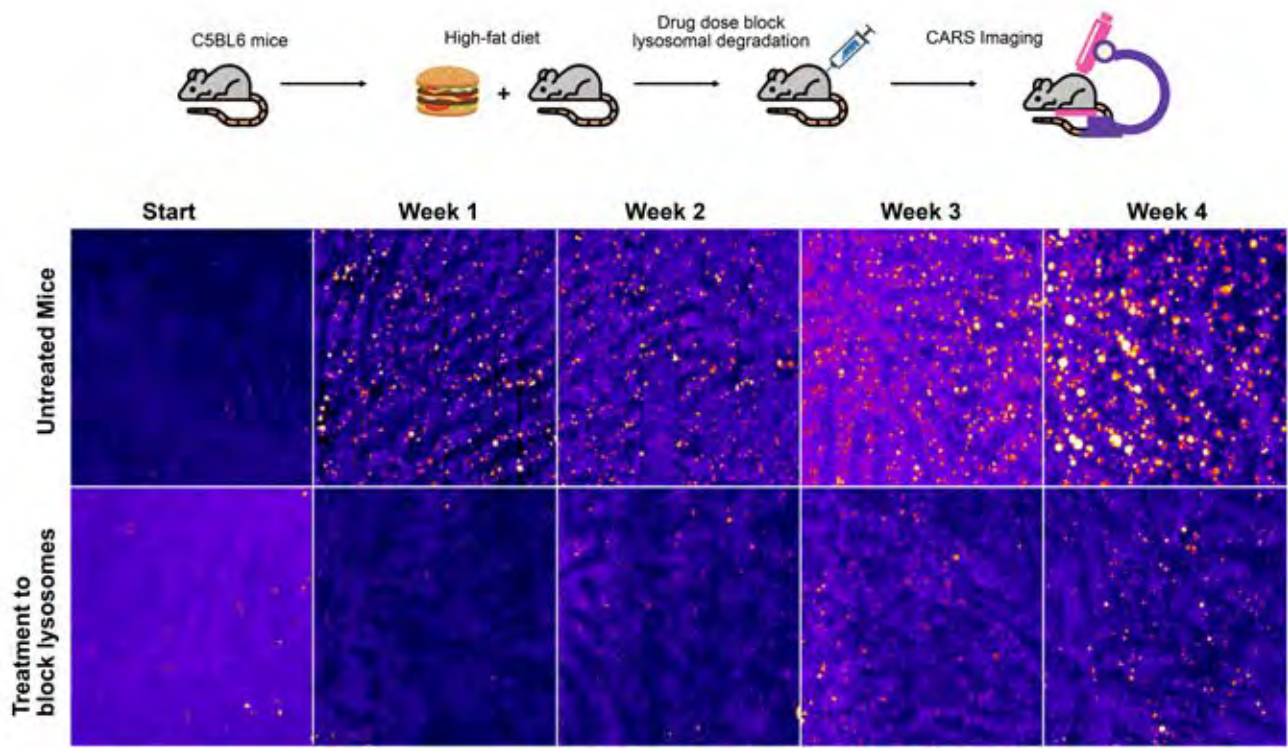 C5BL6 mice
High-fat diet
Drug dose block
lysosomal degradation
CARS Imaging
+
Start
Week 1
Week 2
Week 3
Week 4
Untreated Mice
Treatment to
block lysosomes